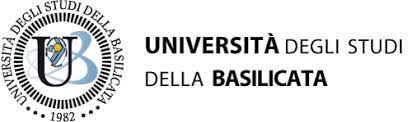 UNIVERSITÀ DEGLI STUDI DELLA BASILICATA
U B
• 1982 •
UNIVERSITÀ DEGLI STUDI
DELLA BASILICATA